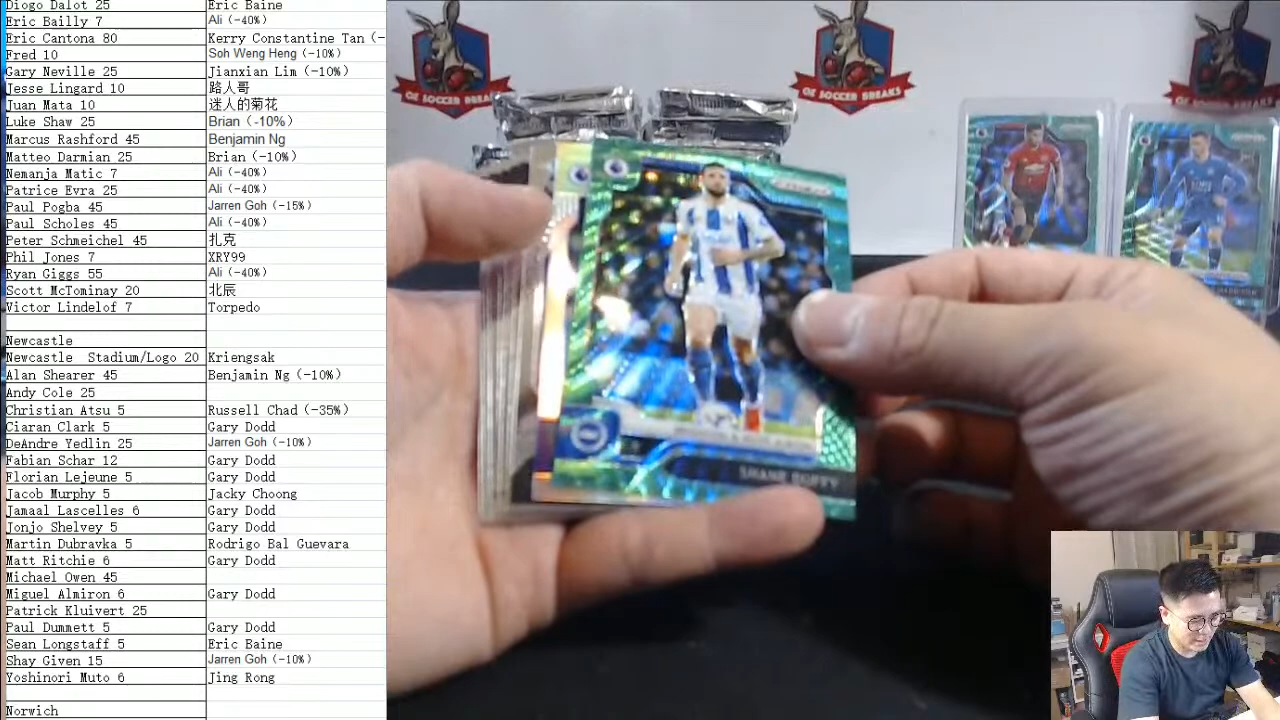 Diogo Dalot 25 Eric Baine
Eric Bailly 7 Ali (-40%)
Eric Cantona 80 Kerry Constantine Tan (-
Fred 10 Soh Weng Heng (-10%)
Gary Neville 25 Jianxian Lim (-10%)
Jesse Lingard 10 路人哥
Juan Mata 10 迷人的菊花
Luke Shaw 25 Brian (-10%)
Marcus Rashford 45 Benjamin Ng
Matteo Darmian 25 Brian (-10%)
Nemanja Matic 7 Ali (-40%)
Patrice Evra 25 Ali (-40%)
Paul Pogba 45 Jarren Goh (-15%)
Paul Scholes 45 Ali (-40%)
Peter Schmeichel 45 扎克
Phil Jones 7 XRY99
Ryan Giggs 55 Ali (-40%)
Scott McTominay 20 北辰
Victor Lindelof 7 Torpedo
Newcastle
Newcastle Stadium/Logo 20 Kriengsak
Alan Shearer 45 Benjamin Ng (-10%)
Andy Cole 25
Christian Atsu 5 Russell Chad (-35%)
Ciaran Clark 5 Gary Dodd
DeAndre Yedlin 25 Jarren Goh (-10%)
Fabian Schar 12 Gary Dodd
Florian Lejeune 5 Gary Dodd
Jacob Murphy 5 Jacky Choong
Jamaal Lascelles 6 Gary Dodd
Jonjo Shelvey 5 Gary Dodd
Martin Dubravka 5 Rodrigo Bal Guevara
Matt Ritchie 6 Gary Dodd
Michael Owen 45
Miguel Almiron 6 Gary Dodd
Patrick Kluivert 25
Paul Dummett 5 Gary Dodd
Sean Longstaff 5 Eric Baine
Shay Given 15 Jarren Goh (-10%)
Yoshinori Muto 6 Jing Rong
Norwich
OZ SOCCER BREAKS
OZ SOCCER BREAKS
SHANE DUFFY